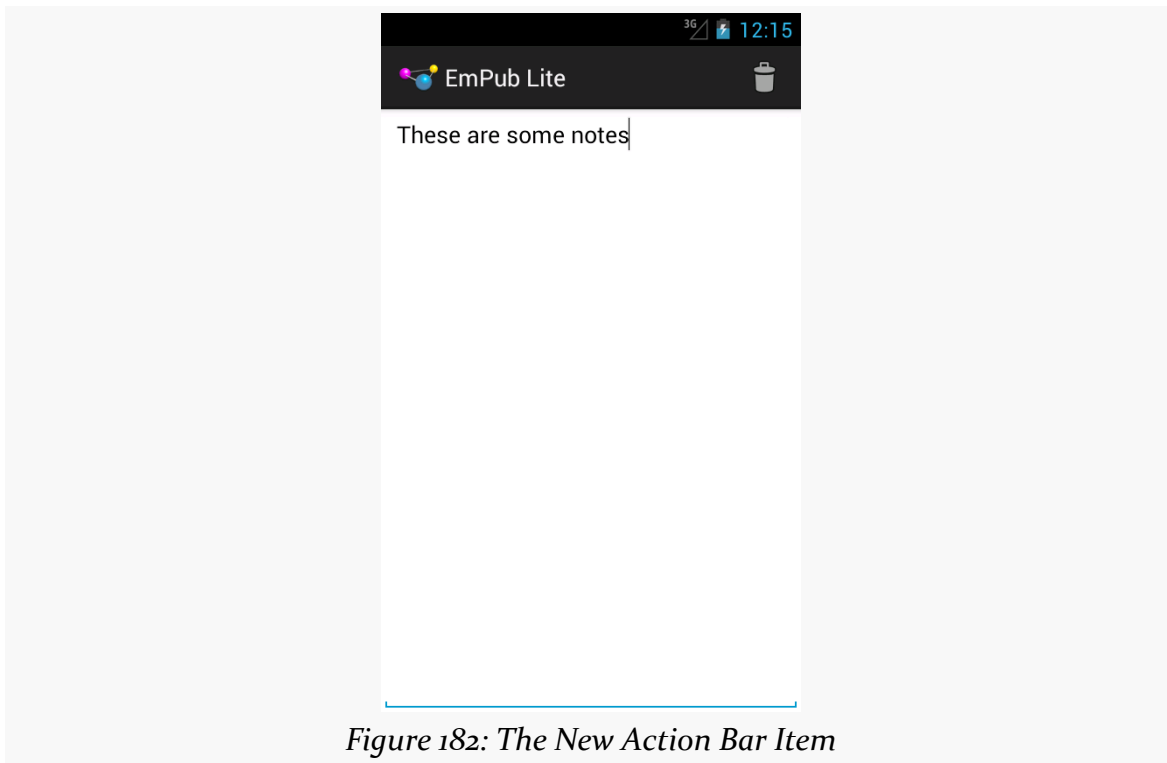 3G 12:15
EmPub Lite
These are some notes
Figure 182: The New Action Bar Item